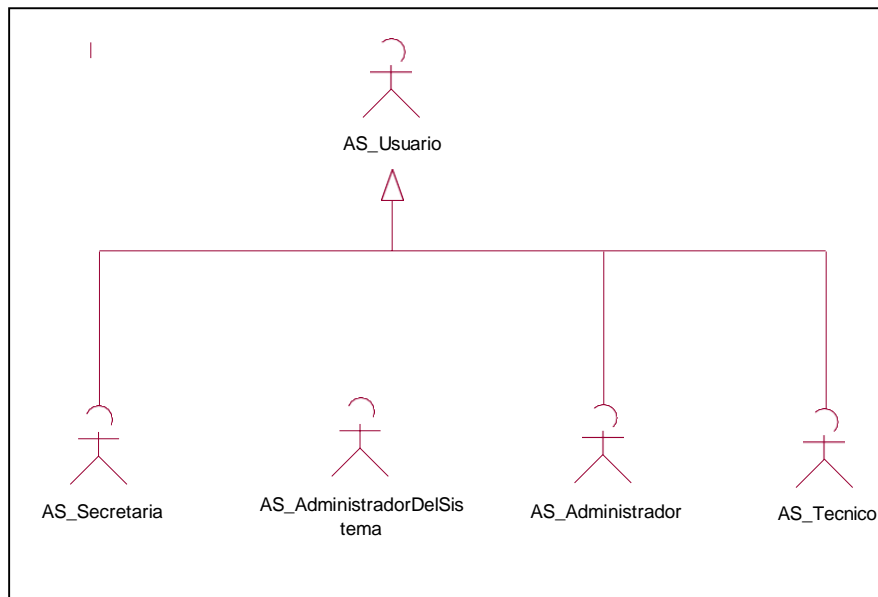 AS_Usuario
AS_Secretaria
AS_AdministradorDelSis
tema
AS_Administrador
AS_Tecnico